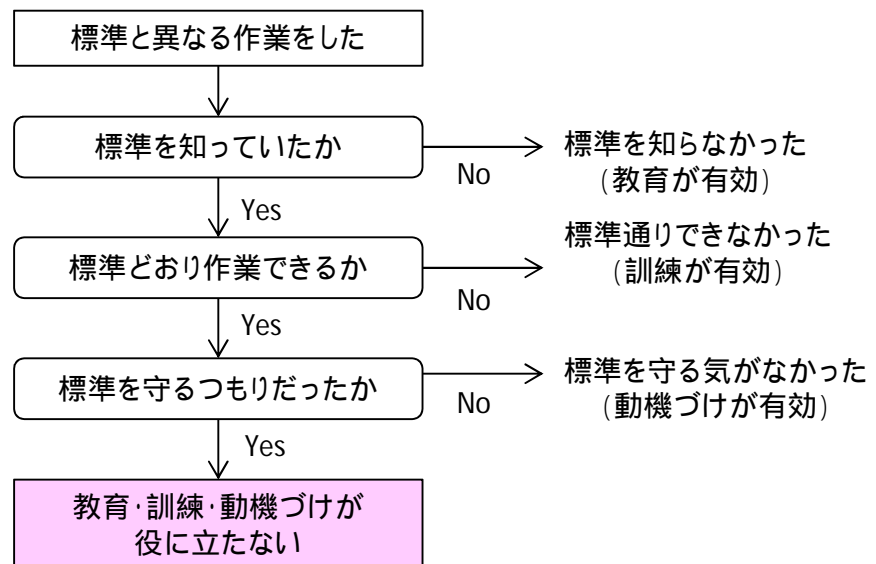 標準と異なる作業をした
標準を知っていたか
No
標準を知らなかった
(教育が有効)
Yes
標準どおり作業できるか
No
標準通りできなかった
(訓練が有効)
Yes
標準を守るつもりだったか
No
標準を守る気がなかった
(動機づけが有効)
Yes
教育・訓練・動機づけが
役に立たない